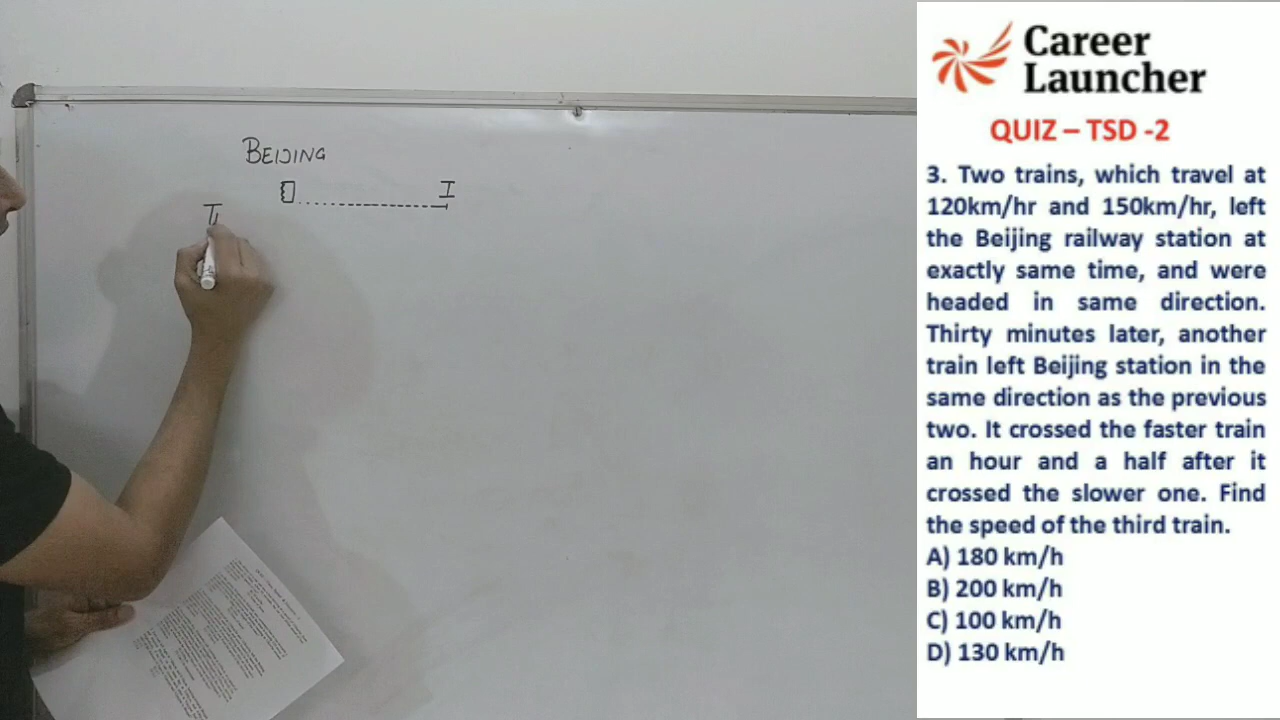 BEIJING
I
T1
Career
Launcher
QUIZ – TSD -2
3. Two trains, which travel at
120km/hr and 150km/hr, left
the Beijing railway station at
exactly same time, and were
headed in same direction.
Thirty minutes later, another
train left Beijing station in the
same direction as the previous
two. It crossed the faster train
an hour and a half after it
crossed the slower one. Find
the speed of the third train.
A) 180 km/h
B) 200 km/h
C) 100 km/h
D) 130 km/h